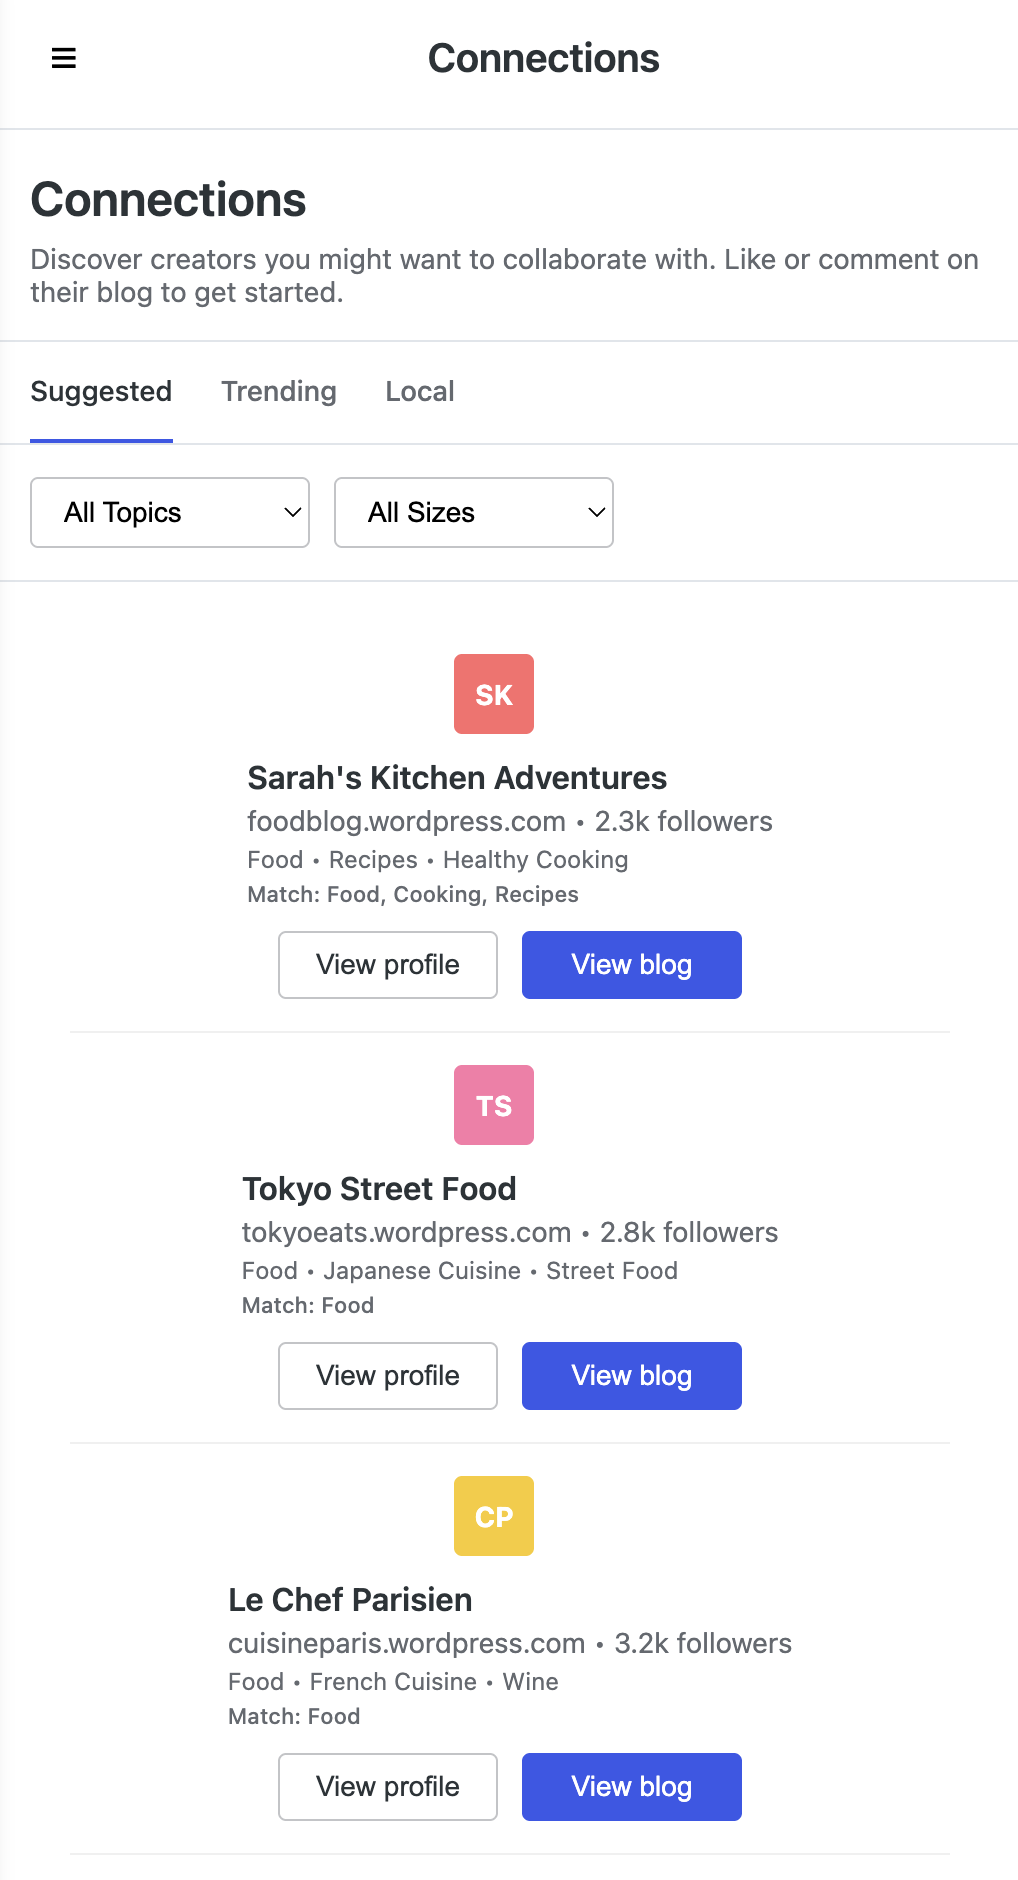 Connections
Connections
Discover creators you might want to collaborate with. Like or comment on
their blog to get started.
Suggested Trending Local
All Topics All Sizes
SK
Sarah's Kitchen Adventures
foodblog.wordpress.com • 2.3k followers
Food • Recipes • Healthy Cooking
Match: Food, Cooking, Recipes
View profile View blog
TS
Tokyo Street Food
tokyoeats.wordpress.com • 2.8k followers
Food • Japanese Cuisine • Street Food
Match: Food
View profile View blog
CP
Le Chef Parisien
cuisineparis.wordpress.com • 3.2k followers
Food • French Cuisine • Wine
Match: Food
View profile View blog